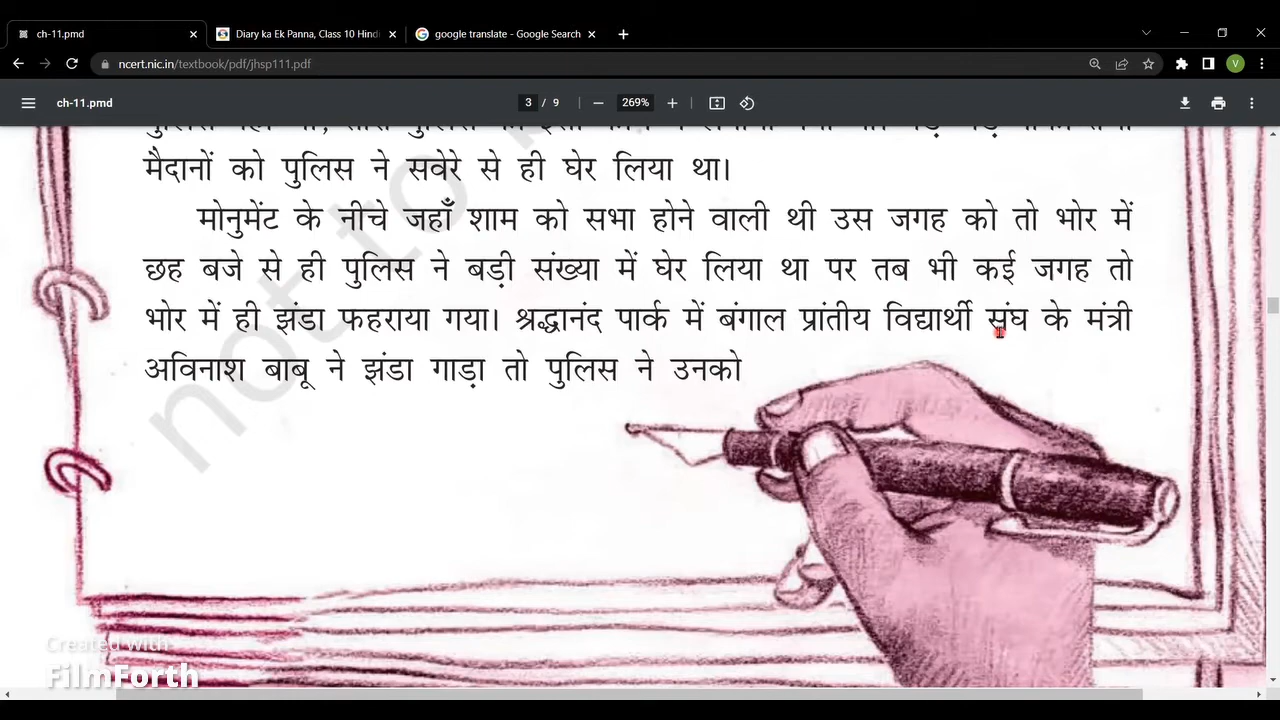 ch-11.pmd
Diary ka Ek Panna, Class 10 Hindi
google translate - Google Search
ncert.nic.in/textbook/pdf/jhsp111.pdf
V
ch-11.pmd
3 / 9
269%
मैदानों को पुलिस ने सवेरे से ही घेर लिया था।
मोनुमेंट के नीचे जहाँ शाम को सभा होने वाली थी उस जगह को तो भोर में
छह बजे से ही पुलिस ने बड़ी संख्या में घेर लिया था पर तब भी कई जगह तो
भोर में ही झंडा फहराया गया। श्रद्धानंद पार्क में बंगाल प्रांतीय विद्यार्थी संघ के मंत्री
अविनाश बाबू ने झंडा गाड़ा तो पुलिस ने उनको
not to
Created with
FilmForth